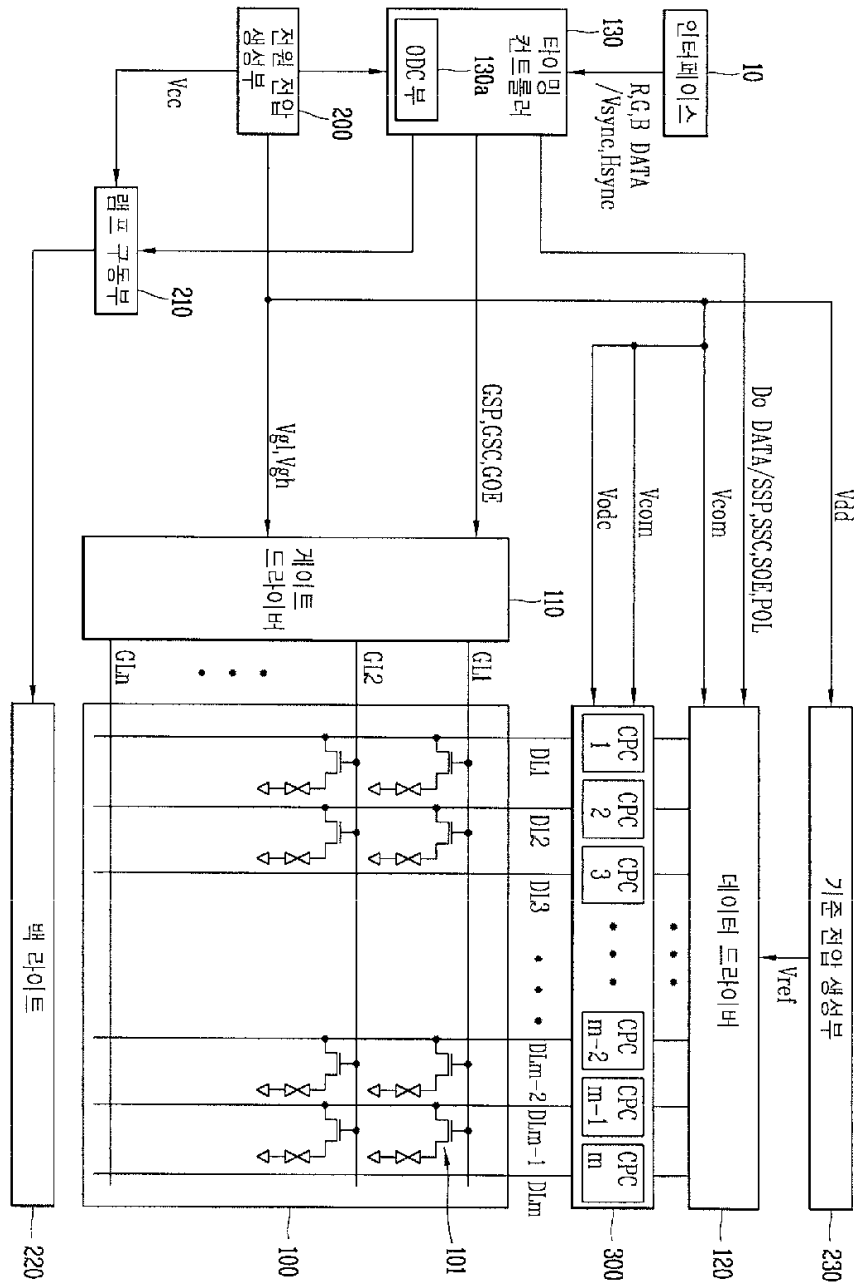 인터페이스
10
R,G,B DATA
/Vsync,Hsync
타이밍
컨트롤러
130
ODC 부
130a
전원 전압
생성부
200
Vcc
램프 구동부
210
Vdd
Do DATA/SSP,SSC,SOE,POL
Vcom
Vcom
Vodc
GSP,GSC,GOE
Vgl,Vgh
기준 전압 생성부
230
Vref
데이터 드라이버
120
CPC
1
CPC
2
CPC
3
CPC
m-2
CPC
m-1
CPC
m
300
DL1
DL2
DL3
DLm-2
DLm-1
DLm
게이트
드라이버
110
GL1
GL2
GLn
101
100
백 라이트
220